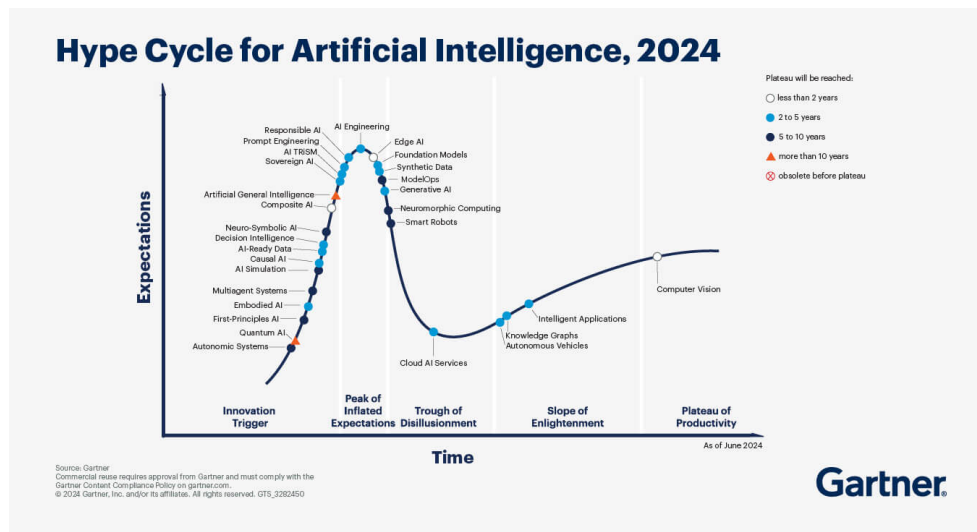 Hype Cycle for Artificial Intelligence, 2024
Plateau will be reached:
less than 2 years
2 to 5 years
5 to 10 years
more than 10 years
obsolete before plateau
Expectations
AI Engineering
Responsible AI
Prompt Engineering
AI TRiSM
Sovereign AI
Artificial General Intelligence
Composite AI
Neuro-Symbolic AI
Decision Intelligence
AI-Ready Data
Causal AI
AI Simulation
Multiagent Systems
Embodied AI
First-Principles AI
Quantum AI
Autonomic Systems
Edge AI
Foundation Models
Synthetic Data
ModelOps
Generative AI
Neuromorphic Computing
Smart Robots
Cloud AI Services
Intelligent Applications
Knowledge Graphs
Autonomous Vehicles
Computer Vision
Innovation
Trigger
Peak of
Inflated
Expectations
Trough of
Disillusionment
Slope of
Enlightenment
Plateau of
Productivity
As of June 2024
Time
Source: Gartner
Commercial reuse requires approval from Gartner and must comply with the
Gartner Content Compliance Policy on gartner.com.
© 2024 Gartner, Inc. and/or its affiliates. All rights reserved. GTS_3282450
Gartner®